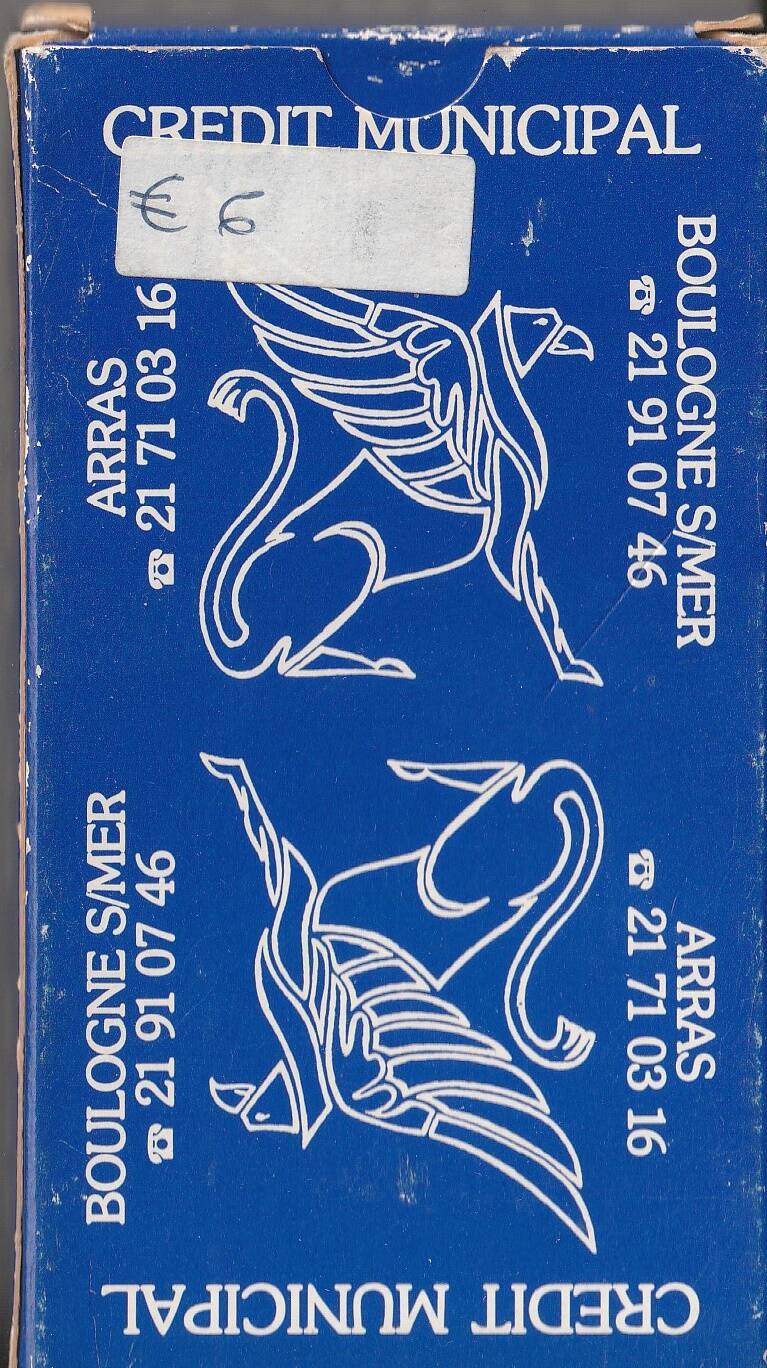 CREDIT MUNICIPAL
€ 6
ARRAS
☎ 21 71 03 16
BOULOGNE S/MER
☎ 21 91 07 46
BOULOGNE S/MER
☎ 21 91 07 46
ARRAS
☎ 21 71 03 16
CREDIT MUNICIPAL